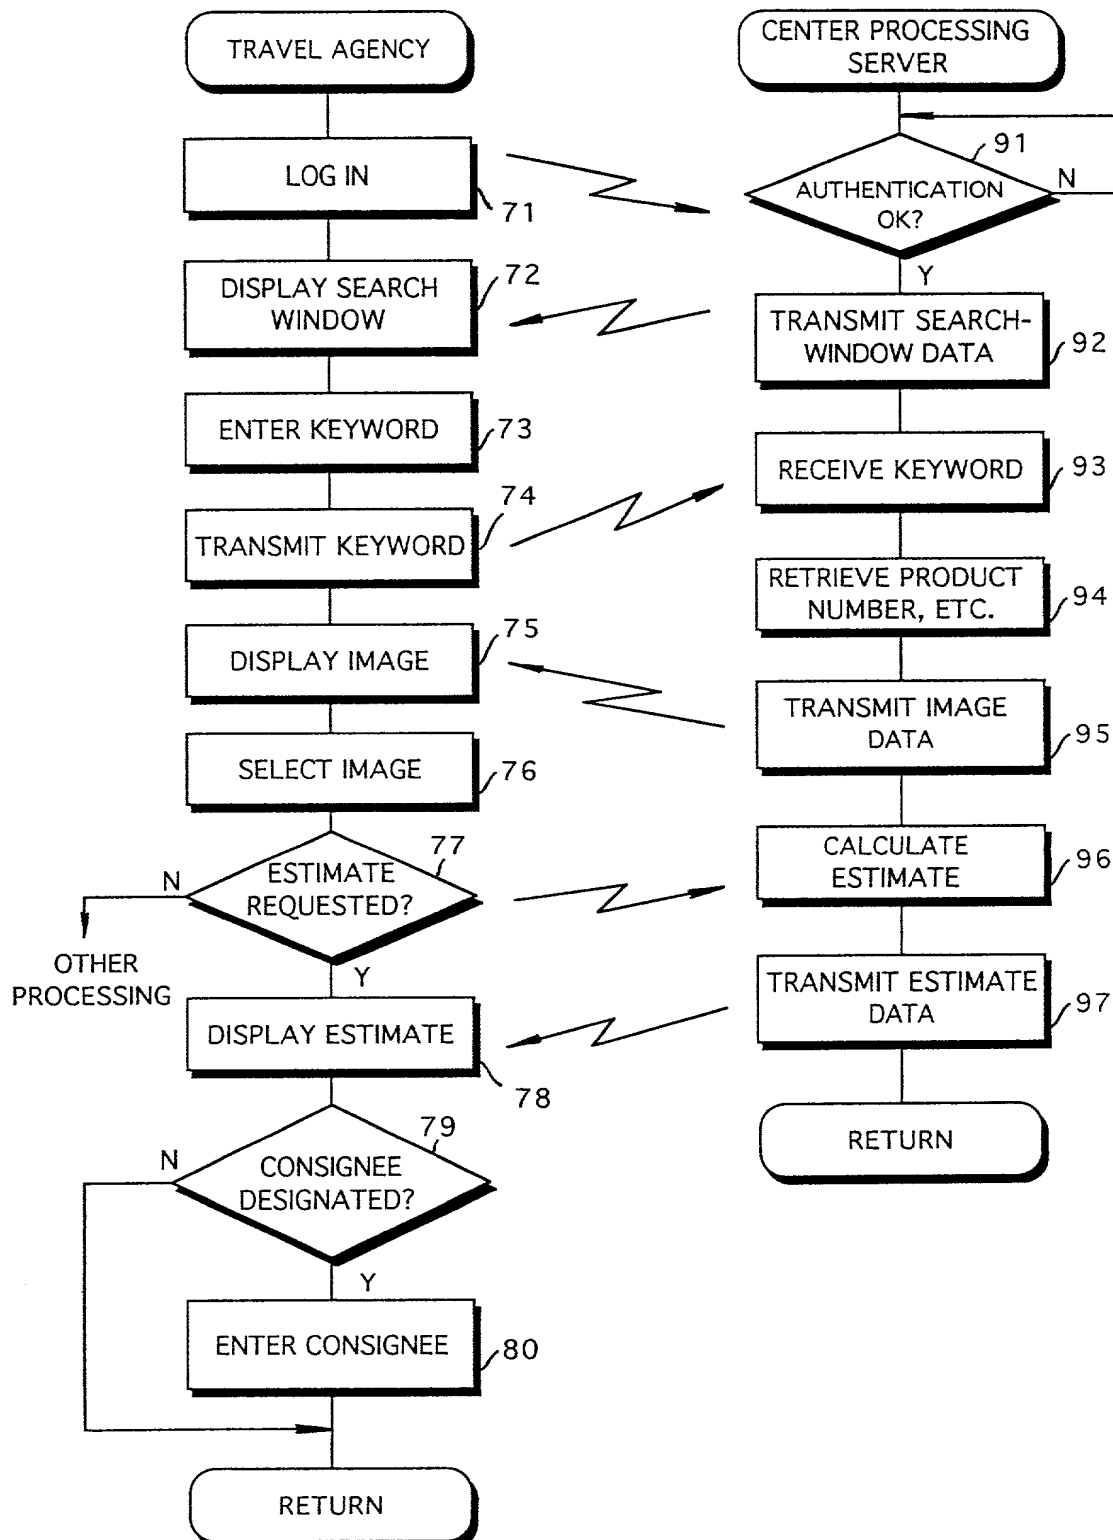 TRAVEL AGENCY
LOG IN
71
DISPLAY SEARCH
WINDOW
72
ENTER KEYWORD
73
TRANSMIT KEYWORD
74
DISPLAY IMAGE
75
SELECT IMAGE
76
ESTIMATE
REQUESTED?
77
N
OTHER
PROCESSING
Y
DISPLAY ESTIMATE
78
CONSIGNEE
DESIGNATED?
79
N
Y
ENTER CONSIGNEE
80
RETURN
CENTER PROCESSING
SERVER
AUTHENTICATION
OK?
91
N
Y
TRANSMIT SEARCH-
WINDOW DATA
92
RECEIVE KEYWORD
93
RETRIEVE PRODUCT
NUMBER, ETC.
94
TRANSMIT IMAGE
DATA
95
CALCULATE
ESTIMATE
96
TRANSMIT ESTIMATE
DATA
97
RETURN